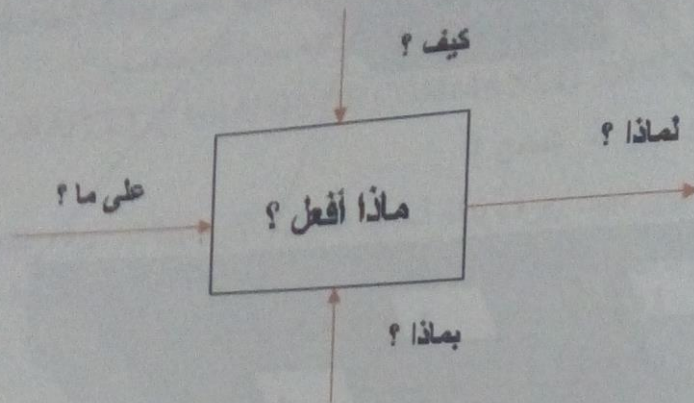 كيف ؟
لماذا ؟
على ما ؟
ماذا أفعل ؟
بماذا ؟